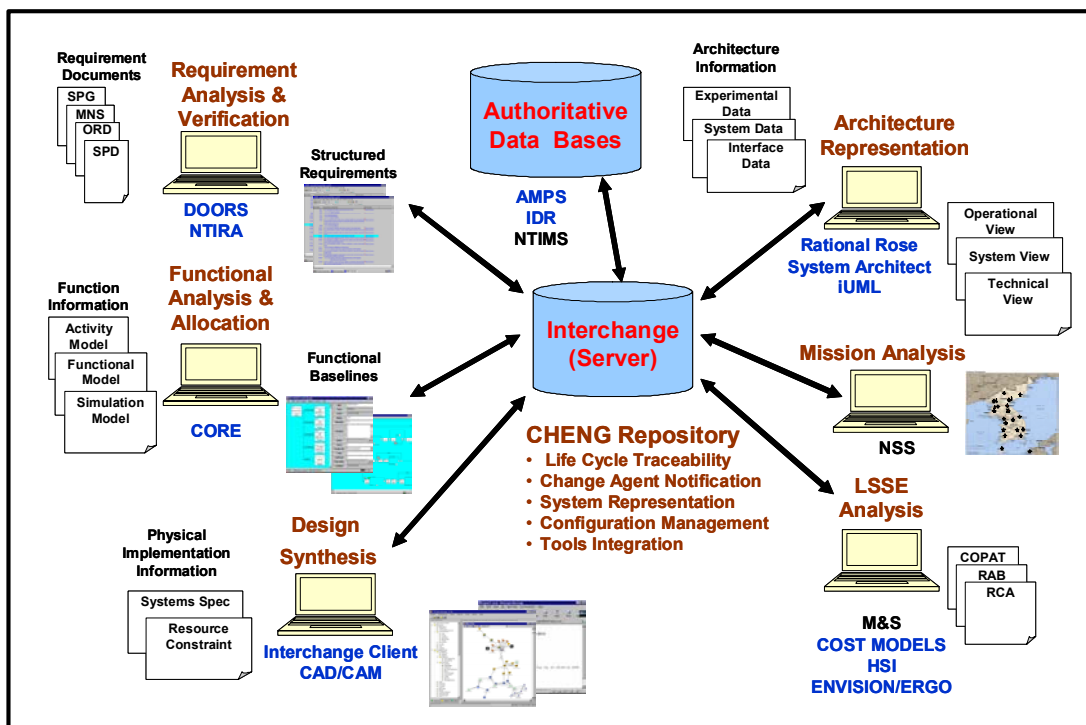 Requirement
Documents
SPG
MNS
ORD
SPD
Requirement
Analysis &
Verification
DOORS
NTIRA
Structured
Requirements
Authoritative
Data Bases
AMPS
IDR
NTIMS
Architecture
Information
Experimental
Data
System Data
Interface
Data
Architecture
Representation
Rational Rose
System Architect
iUML
Operational
View
System View
Technical
View
Function
Information
Activity
Model
Functional
Model
Simulation
Model
Functional
Analysis &
Allocation
CORE
Functional
Baselines
Interchange
(Server)
CHENG Repository
• Life Cycle Traceability
• Change Agent Notification
• System Representation
• Configuration Management
• Tools Integration
Mission Analysis
NSS
LSSE
Analysis
COPAT
RAB
RCA
M&S
COST MODELS
HSI
ENVISION/ERGO
Physical
Implementation
Information
Systems Spec
Resource
Constraint
Design
Synthesis
Interchange Client
CAD/CAM